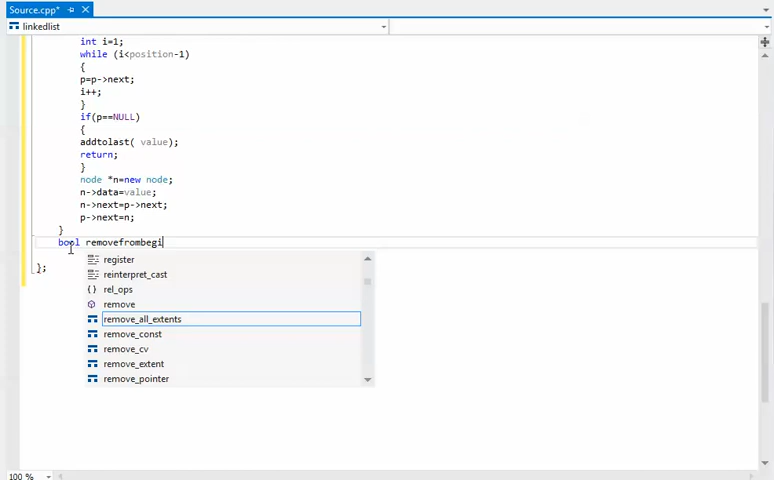 Source.cpp*
linkedlist
int i=1;
while (i<position-1)
{
p=p->next;
i++;
}
if(p==NULL)
{
addtolast( value);
return;
}
node *n=new node;
n->data=value;
n->next=p->next;
p->next=n;
}
bool removefrombegi
register
reinterpret_cast
{} rel_ops
remove
remove_all_extents
remove_const
remove_cv
remove_extent
remove_pointer
};
100 %